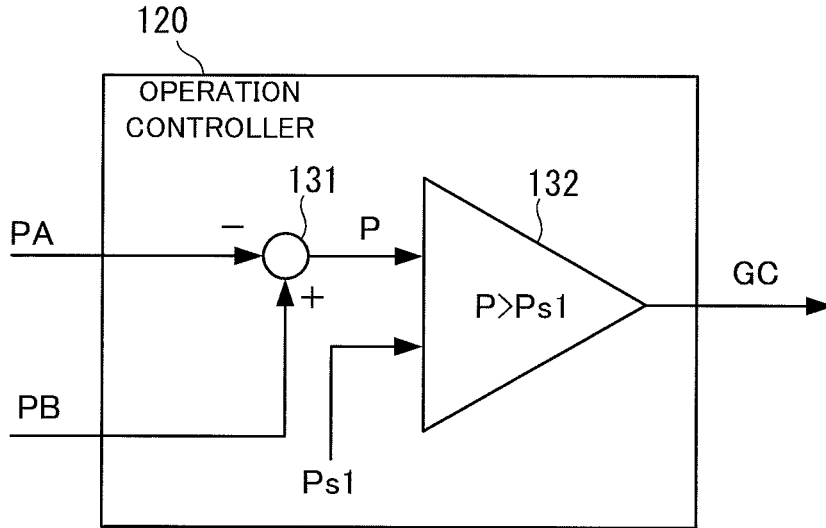 120
OPERATION
CONTROLLER
131
132
PA
−
P
GC
+
P>Ps1
PB
Ps1